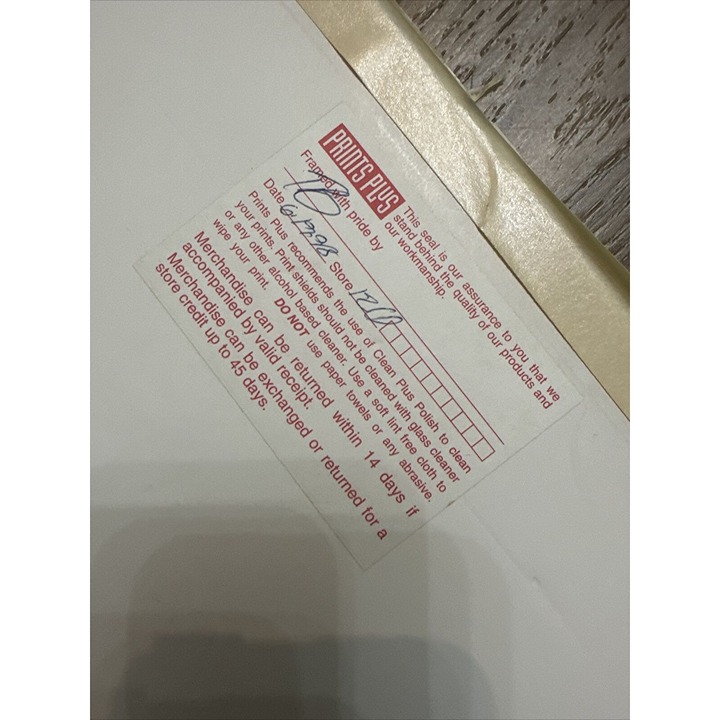 PRINTS PLUS
This seal is our assurance to you, that we
stand behind the quality of our products and
our workmanship.
Framed with pride by
Date Store
Prints Plus recommends the use of Clean Plus Polish to clean
your prints. Print shields should not be cleaned with glass cleaner
or any other alcohol based cleaner. Use a soft lint free cloth to
wipe your print. DO NOT use paper towels or any abrasive.
Merchandise can be returned within 14 days if
accompanied by valid receipt.
Merchandise can be exchanged or returned for a
store credit up to 45 days.